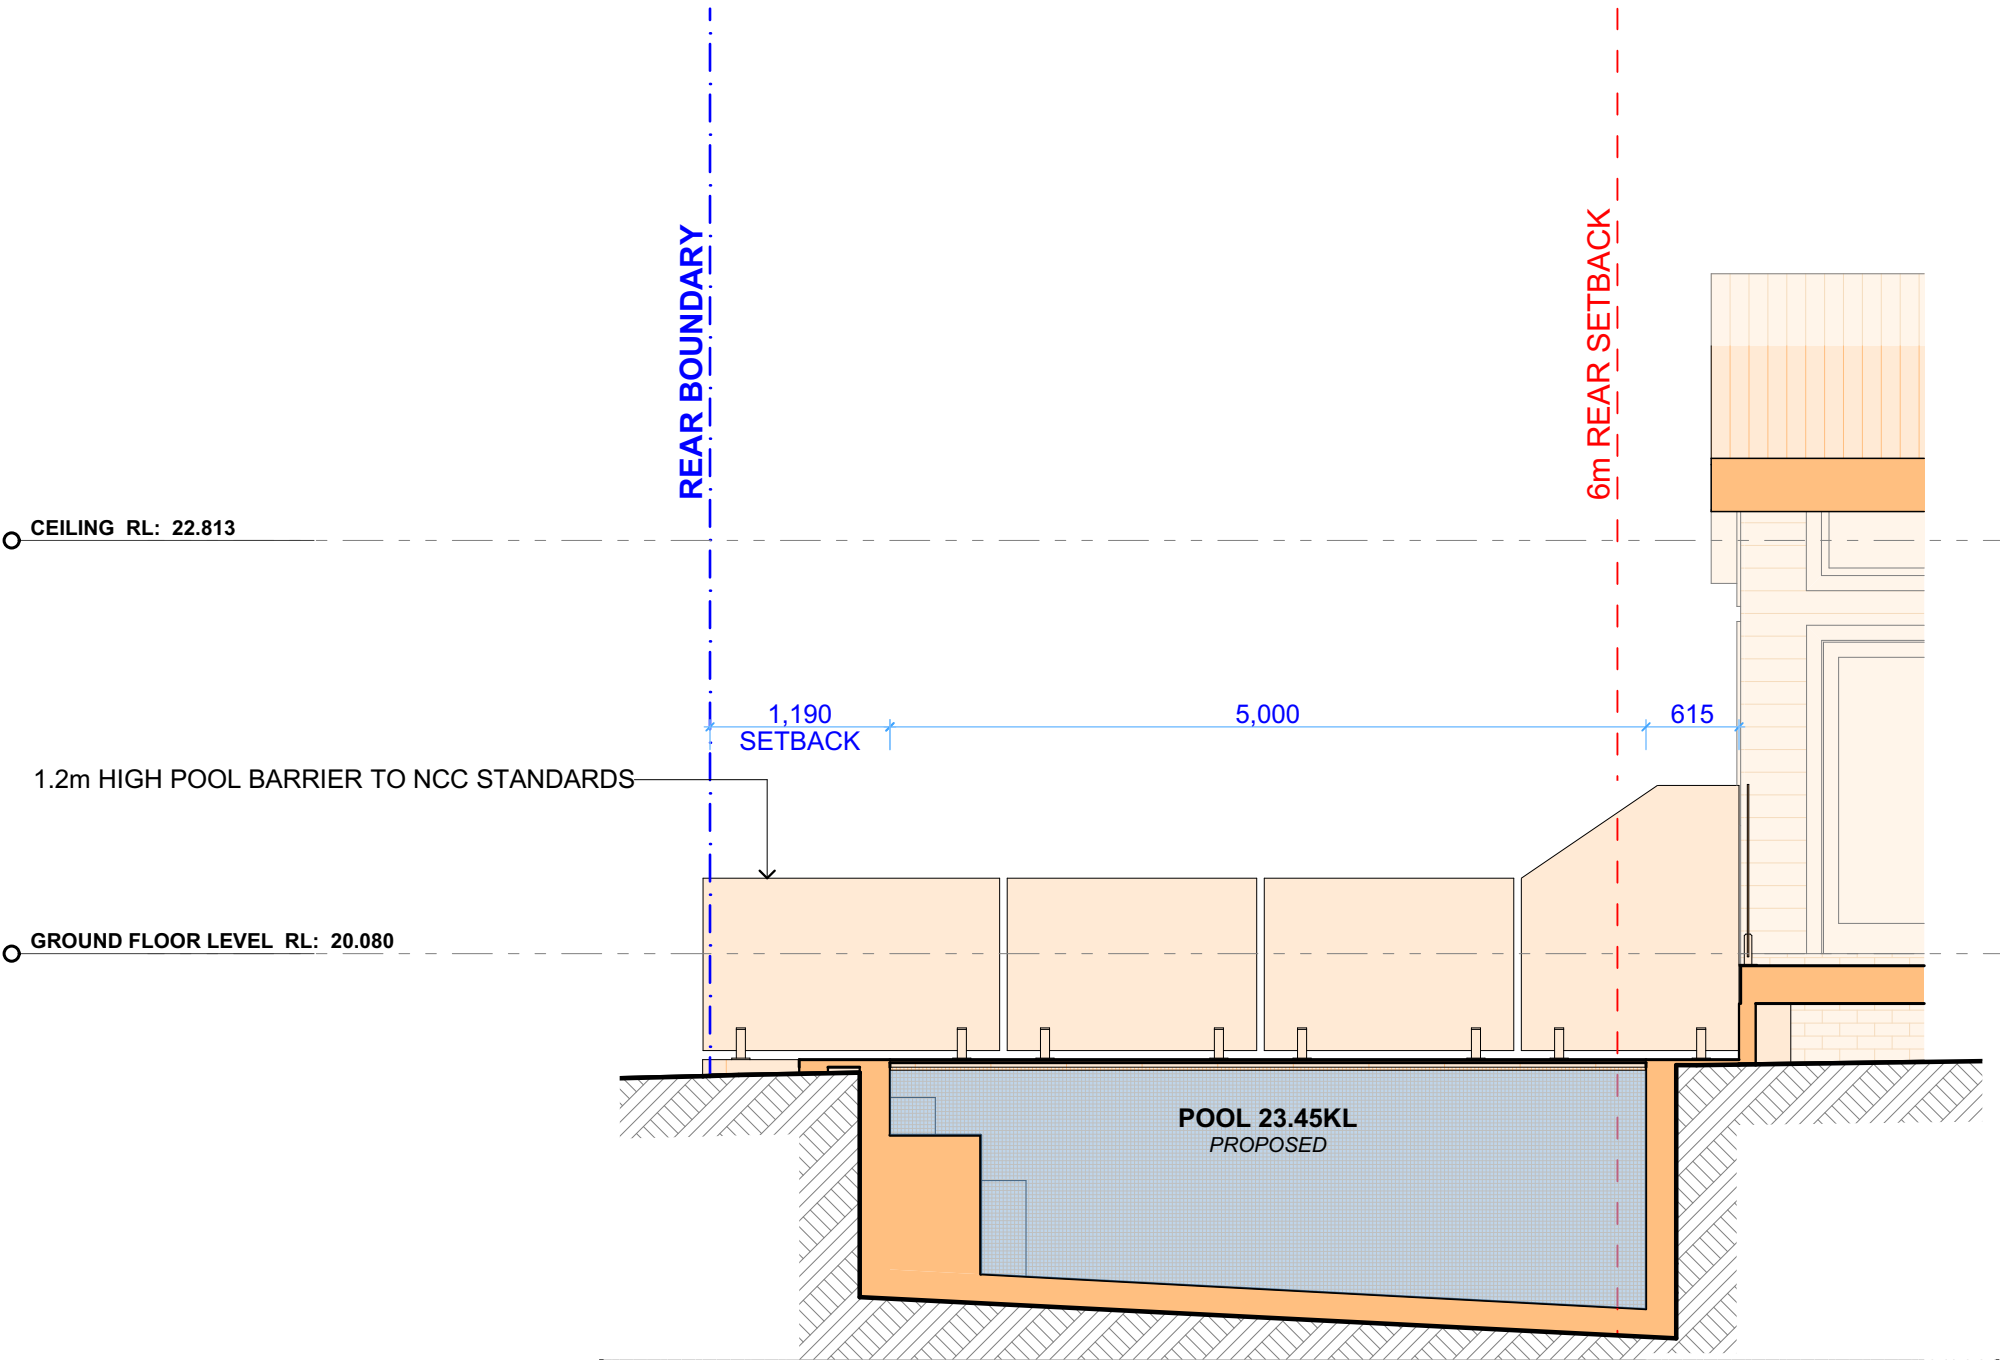 REAR BOUNDARY
6m REAR SETBACK
CEILING RL: 22.813
1,190
5,000
615
SETBACK
1.2m HIGH POOL BARRIER TO NCC STANDARDS
GROUND FLOOR LEVEL RL: 20.080
POOL 23.45KL
PROPOSED